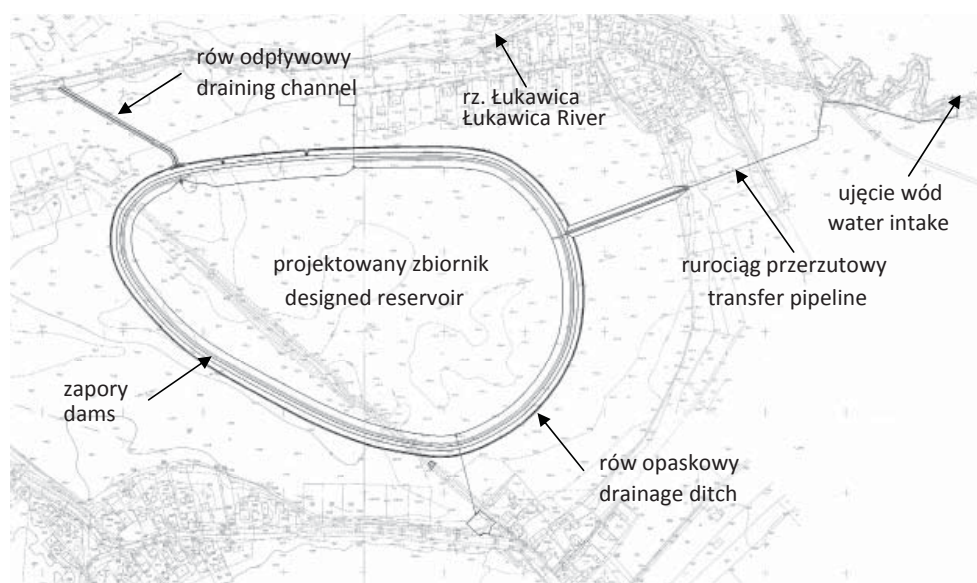 rów odpływowy
draining channel
rz. Łukawica
Łukawica River
ujęcie wód
water intake
projektowany zbiornik
designed reservoir
rurociąg przerzutowy
transfer pipeline
zapory
dams
rów opaskowy
drainage ditch